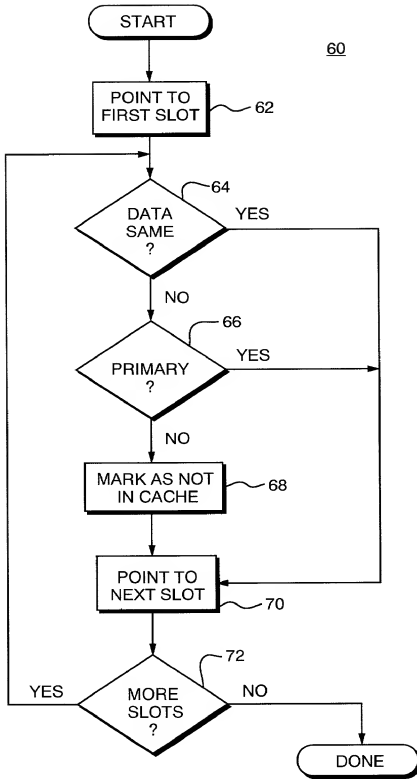 START
60
POINT TO
FIRST SLOT
62
64
DATA
SAME
?
YES
NO
66
PRIMARY
?
YES
NO
MARK AS NOT
IN CACHE
68
POINT TO
NEXT SLOT
70
72
YES
MORE
SLOTS
?
NO
DONE